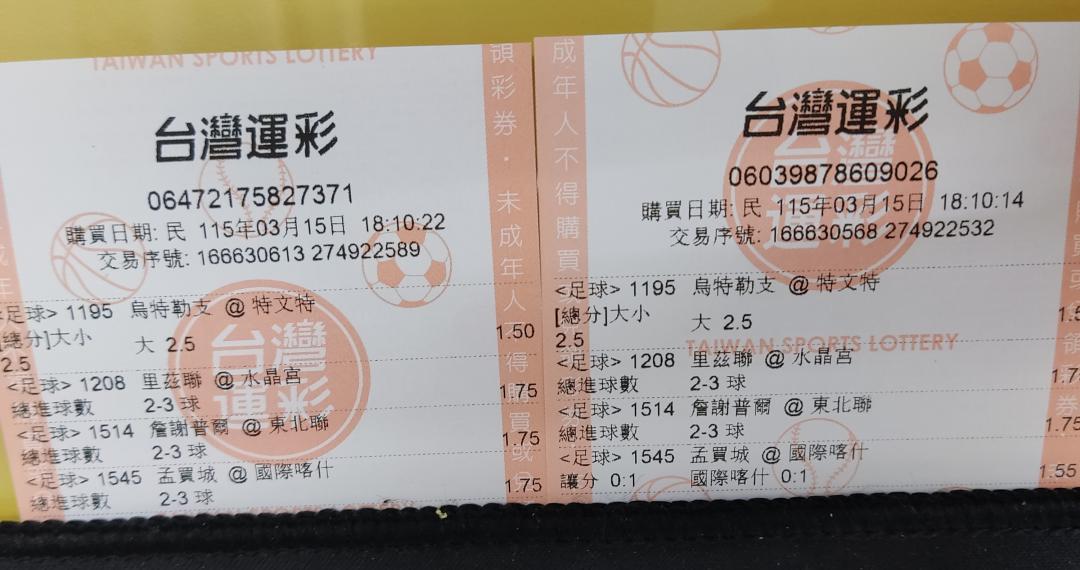 TAIWAN SPORTS LOTTERY
台灣運彩
06472175827371
購買日期: 民 115年03月15日 18:10:22
交易序號: 166630613 274922589
<足球> 1195 烏特勒支 @ 特文特
[總分]大小 大 2.5 1.50
2.5
<足球> 1208 里茲聯 @ 水晶宮
總進球數 2-3 球 1.75
<足球> 1514 詹謝普爾 @ 東北聯
總進球數 2-3 球 1.75
<足球> 1545 孟買城 @ 國際喀什
總進球數 2-3 球 1.75
台灣運彩
領彩券．未成年人
得購買或
台灣運彩
06039878609026
購買日期: 民 115年03月15日 18:10:14
交易序號: 166630568 274922532
<足球> 1195 烏特勒支 @ 特文特
[總分]大小 大 2.5
2.5
TAIWAN SPORTS LOTTERY
<足球> 1208 里茲聯 @ 水晶宮
總進球數 2-3 球
<足球> 1514 詹謝普爾 @ 東北聯
總進球數 2-3 球 1.75
<足球> 1545 孟買城 @ 國際喀什
讓分 0:1 國際喀什 0:1 1.55
台灣運彩
成年人不得購買